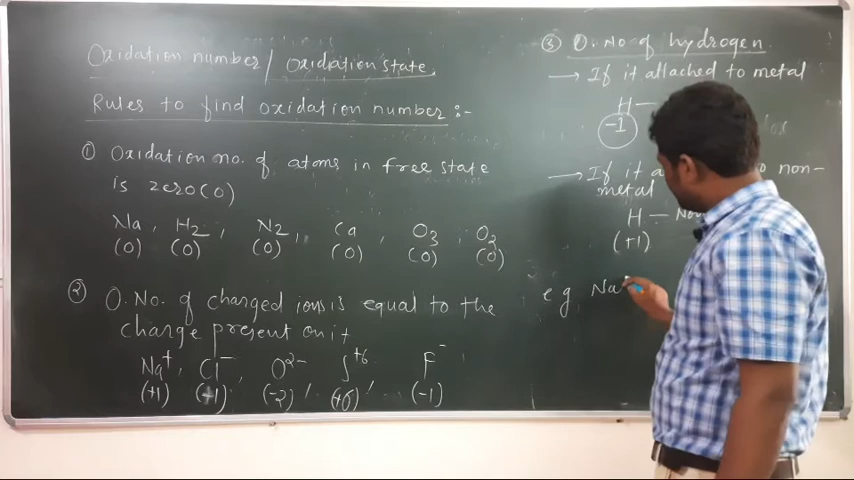 Oxidation number / oxidation state.
Rules to find oxidation number :-
① Oxidation no. of atoms in free state
is zero (0)
Na, H2, N2, Ca, O3, O2
(0) (0) (0) (0) (0) (0)
② O. No. of charged ions is equal to the
charge present on it
Na+, Cl-, O2-, S+6, F-
(+1) (+1) (-2), (+6), (-1)
③ O. No of hydrogen
→ If it attached to metal
H —
-1
→ If it non-
metal
H — Non
(+1)
e g Na